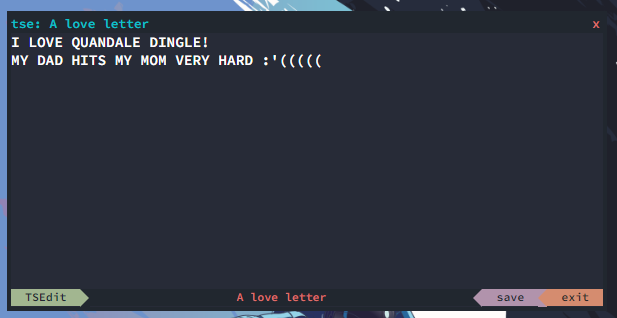 tse: A love letter x
I LOVE QUANDALE DINGLE!
MY DAD HITS MY MOM VERY HARD :'(((((
TSEdit A love letter save exit